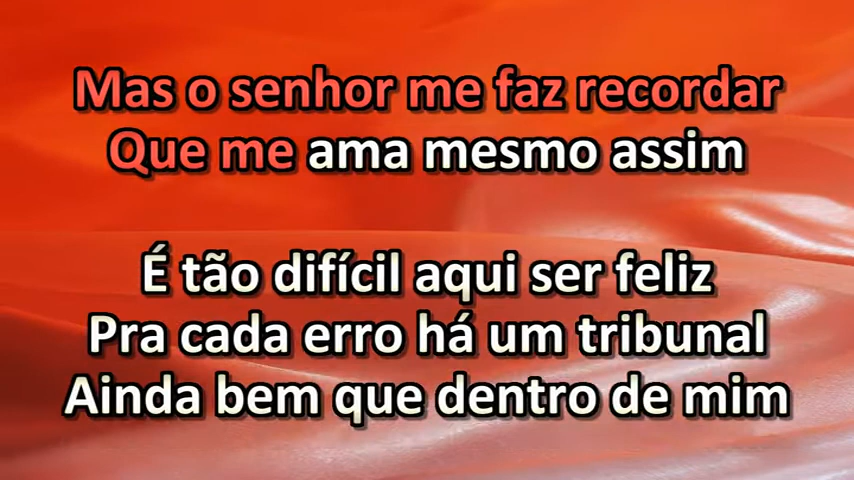 Mas o senhor me faz recordar
Que me ama mesmo assim
É tão difícil aqui ser feliz
Pra cada erro há um tribunal
Ainda bem que dentro de mim